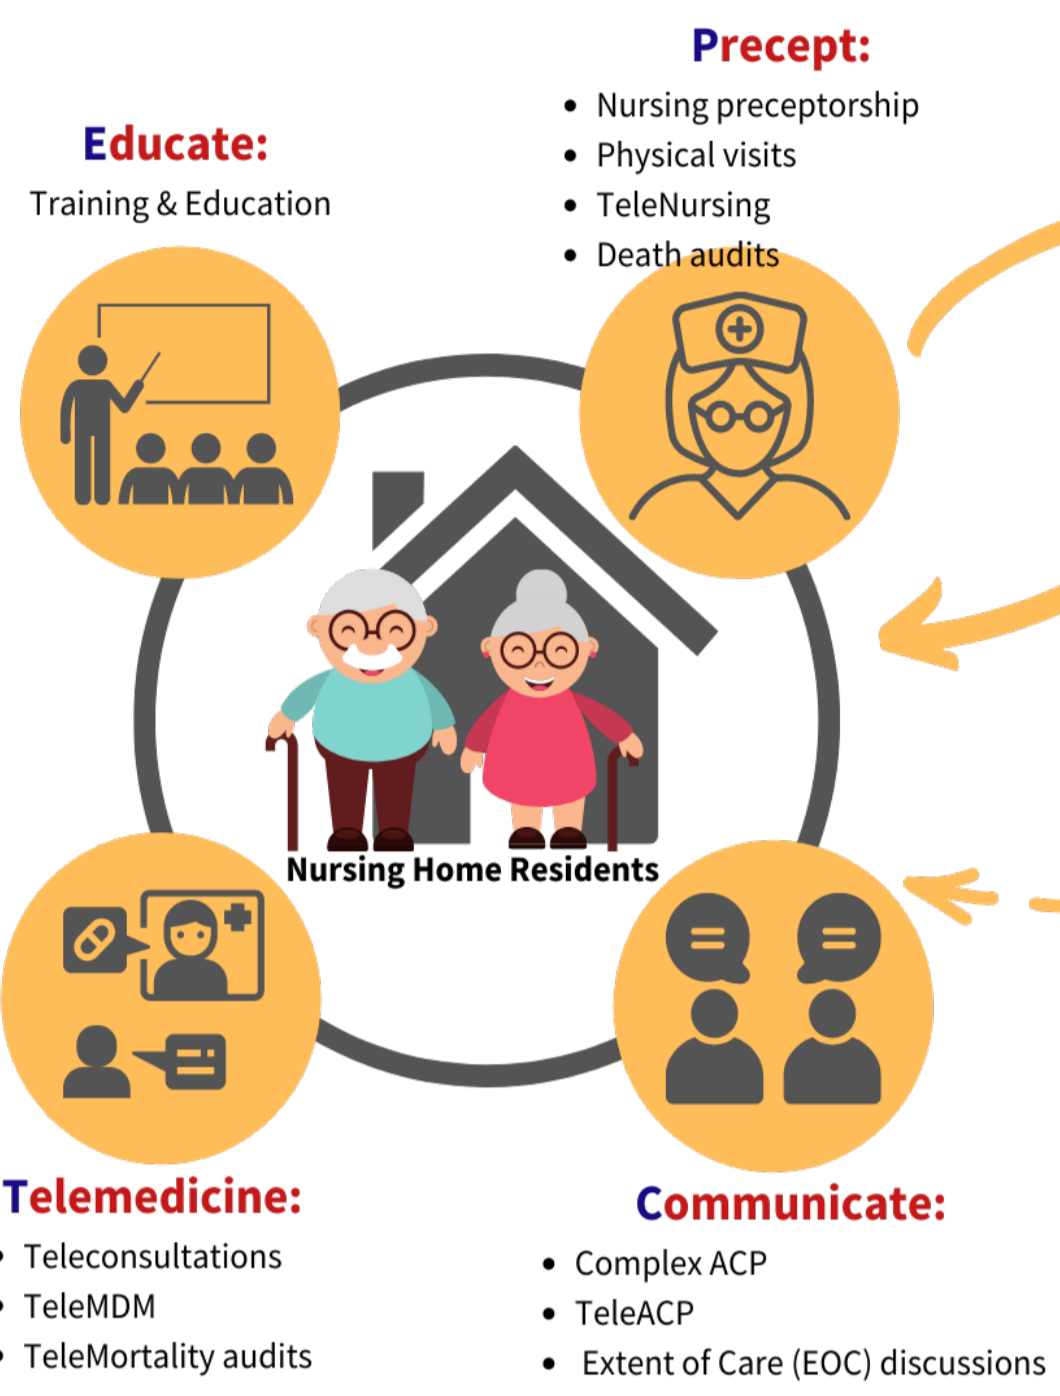 Precept:
• Nursing preceptorship
• Physical visits
• TeleNursing
• Death audits
Educate:
Training & Education
Nursing Home Residents
Telemedicine:
• Teleconsultations
• TeleMDM
• TeleMortality audits
Communicate:
• Complex ACP
• TeleACP
• Extent of Care (EOC) discussions